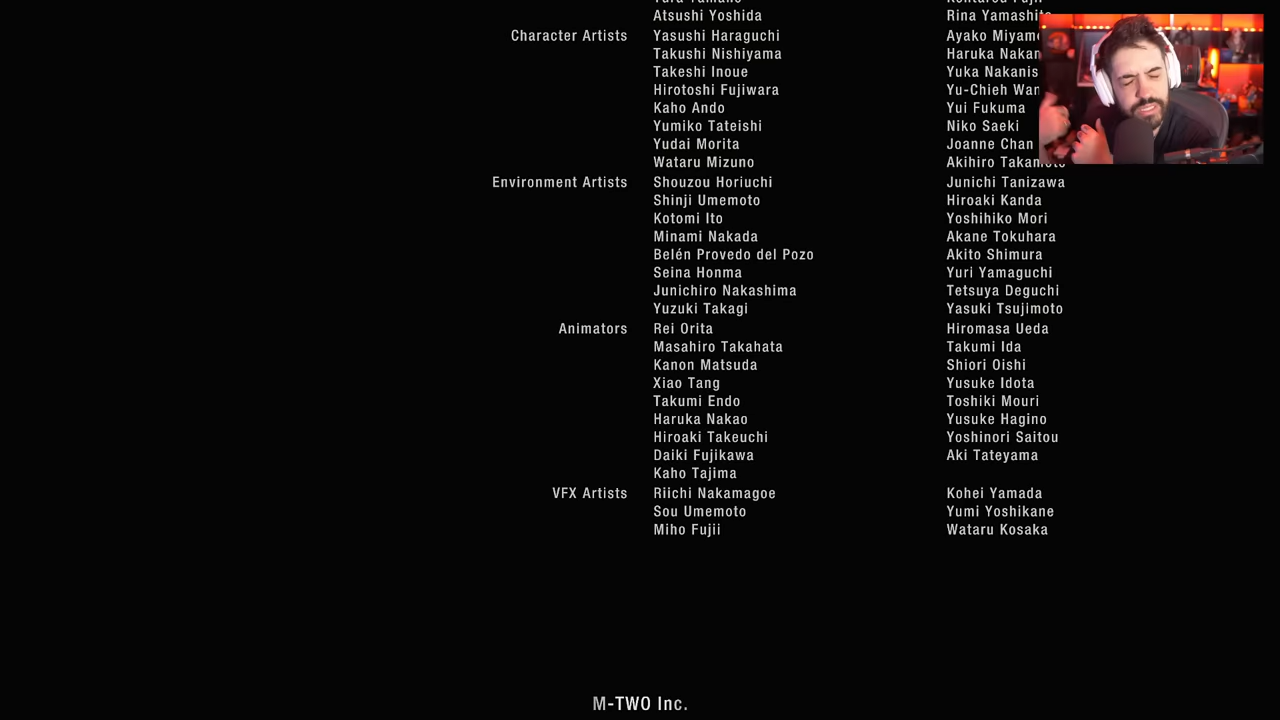 Atsushi Yoshida Rina Yamashita
Character Artists Yasushi Haraguchi Ayako
Takushi Nishiyama Haruka
Takeshi Inoue Yuka
Hirotoshi Fujiwara Yu-Chieh
Kaho Ando Yui Fukuma
Yumiko Tateishi Niko Saeki
Yudai Morita Joanne Chan
Wataru Mizuno Akihiro Takamoto
Environment Artists Shouzou Horiuchi Junichi Tanizawa
Shinji Umemoto Hiroaki Kanda
Kotomi Ito Yoshihiko Mori
Minami Nakada Akane Tokuhara
Belén Provedo del Pozo Akito Shimura
Seina Honma Yuri Yamaguchi
Junichiro Nakashima Tetsuya Deguchi
Yuzuki Takagi Yasuki Tsujimoto
Animators Rei Orita Hiromasa Ueda
Masahiro Takahata Takumi Ida
Kanon Matsuda Shiori Oishi
Xiao Tang Yusuke Idota
Takumi Endo Toshiki Mouri
Haruka Nakao Yusuke Hagino
Hiroaki Takeuchi Yoshinori Saitou
Daiki Fujikawa Aki Tateyama
Kaho Tajima
VFX Artists Riichi Nakamagoe Kohei Yamada
Sou Umemoto Yumi Yoshikane
Miho Fujii Wataru Kosaka
M-TWO Inc.